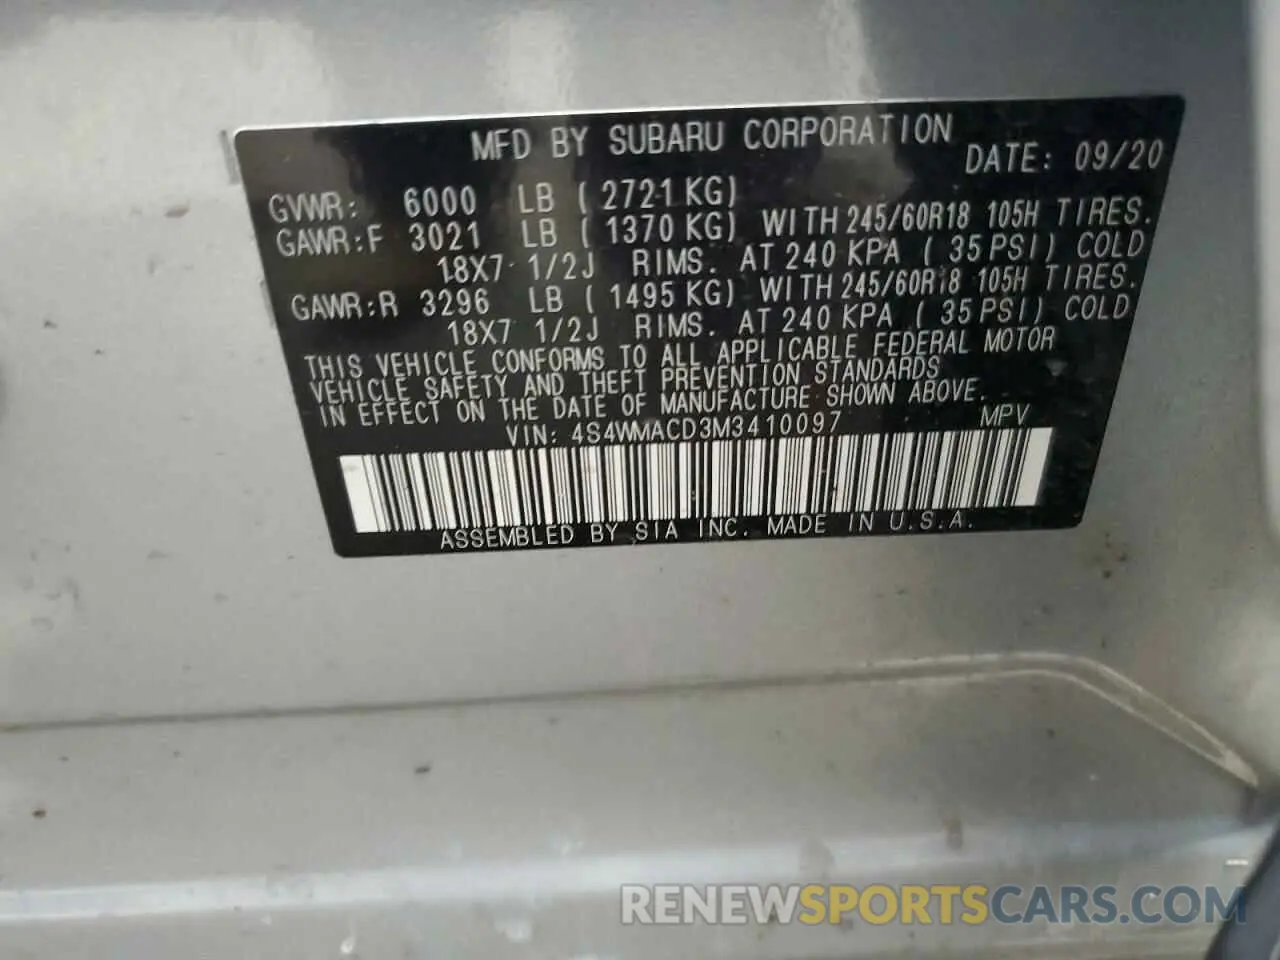 MFD BY SUBARU CORPORATION
DATE: 09/20
GVWR: 6000 LB ( 2721 KG)
GAWR:F 3021 LB ( 1370 KG) WITH 245/60R18 105H TIRES.
18X7 1/2J RIMS. AT 240 KPA ( 35 PSI) COLD
GAWR:R 3296 LB ( 1495 KG) WITH 245/60R18 105H TIRES.
18X7 1/2J RIMS. AT 240 KPA ( 35 PSI) COLD
THIS VEHICLE CONFORMS TO ALL APPLICABLE FEDERAL MOTOR
VEHICLE SAFETY AND THEFT PREVENTION STANDARDS
IN EFFECT ON THE DATE OF MANUFACTURE SHOWN ABOVE.
VIN: 4S4WMACD3M3410097 MPV
ASSEMBLED BY SIA INC. MADE IN U.S.A.
RENEWSPORTSCARS.COM